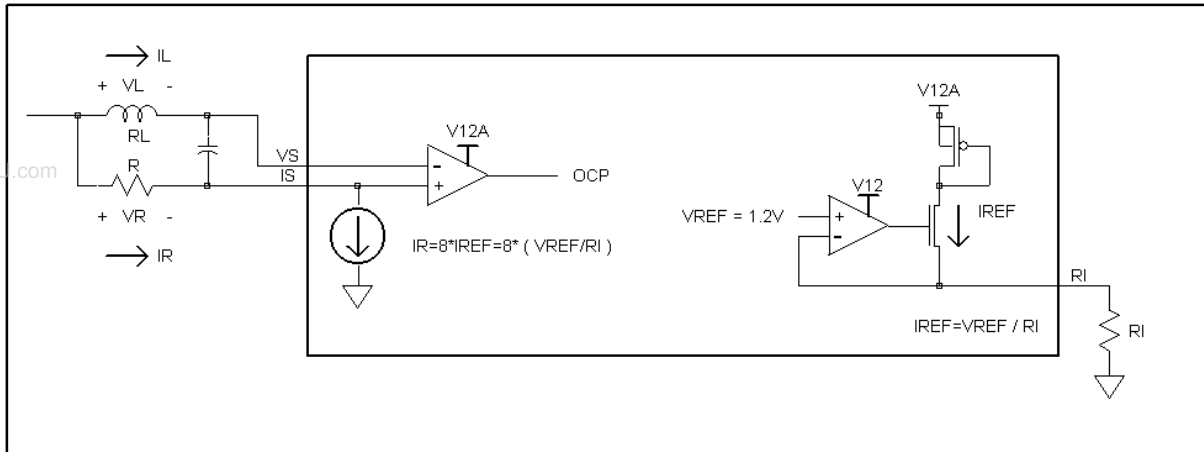 IL
+ VL -
RL
R
+ VR -
IR
VS
IS
V12A
-
+
OCP
IR=8*IREF=8* ( VREF/RI )
V12A
V12
VREF = 1.2V
+
-
IREF
RI
IREF=VREF / RI
RI
.com